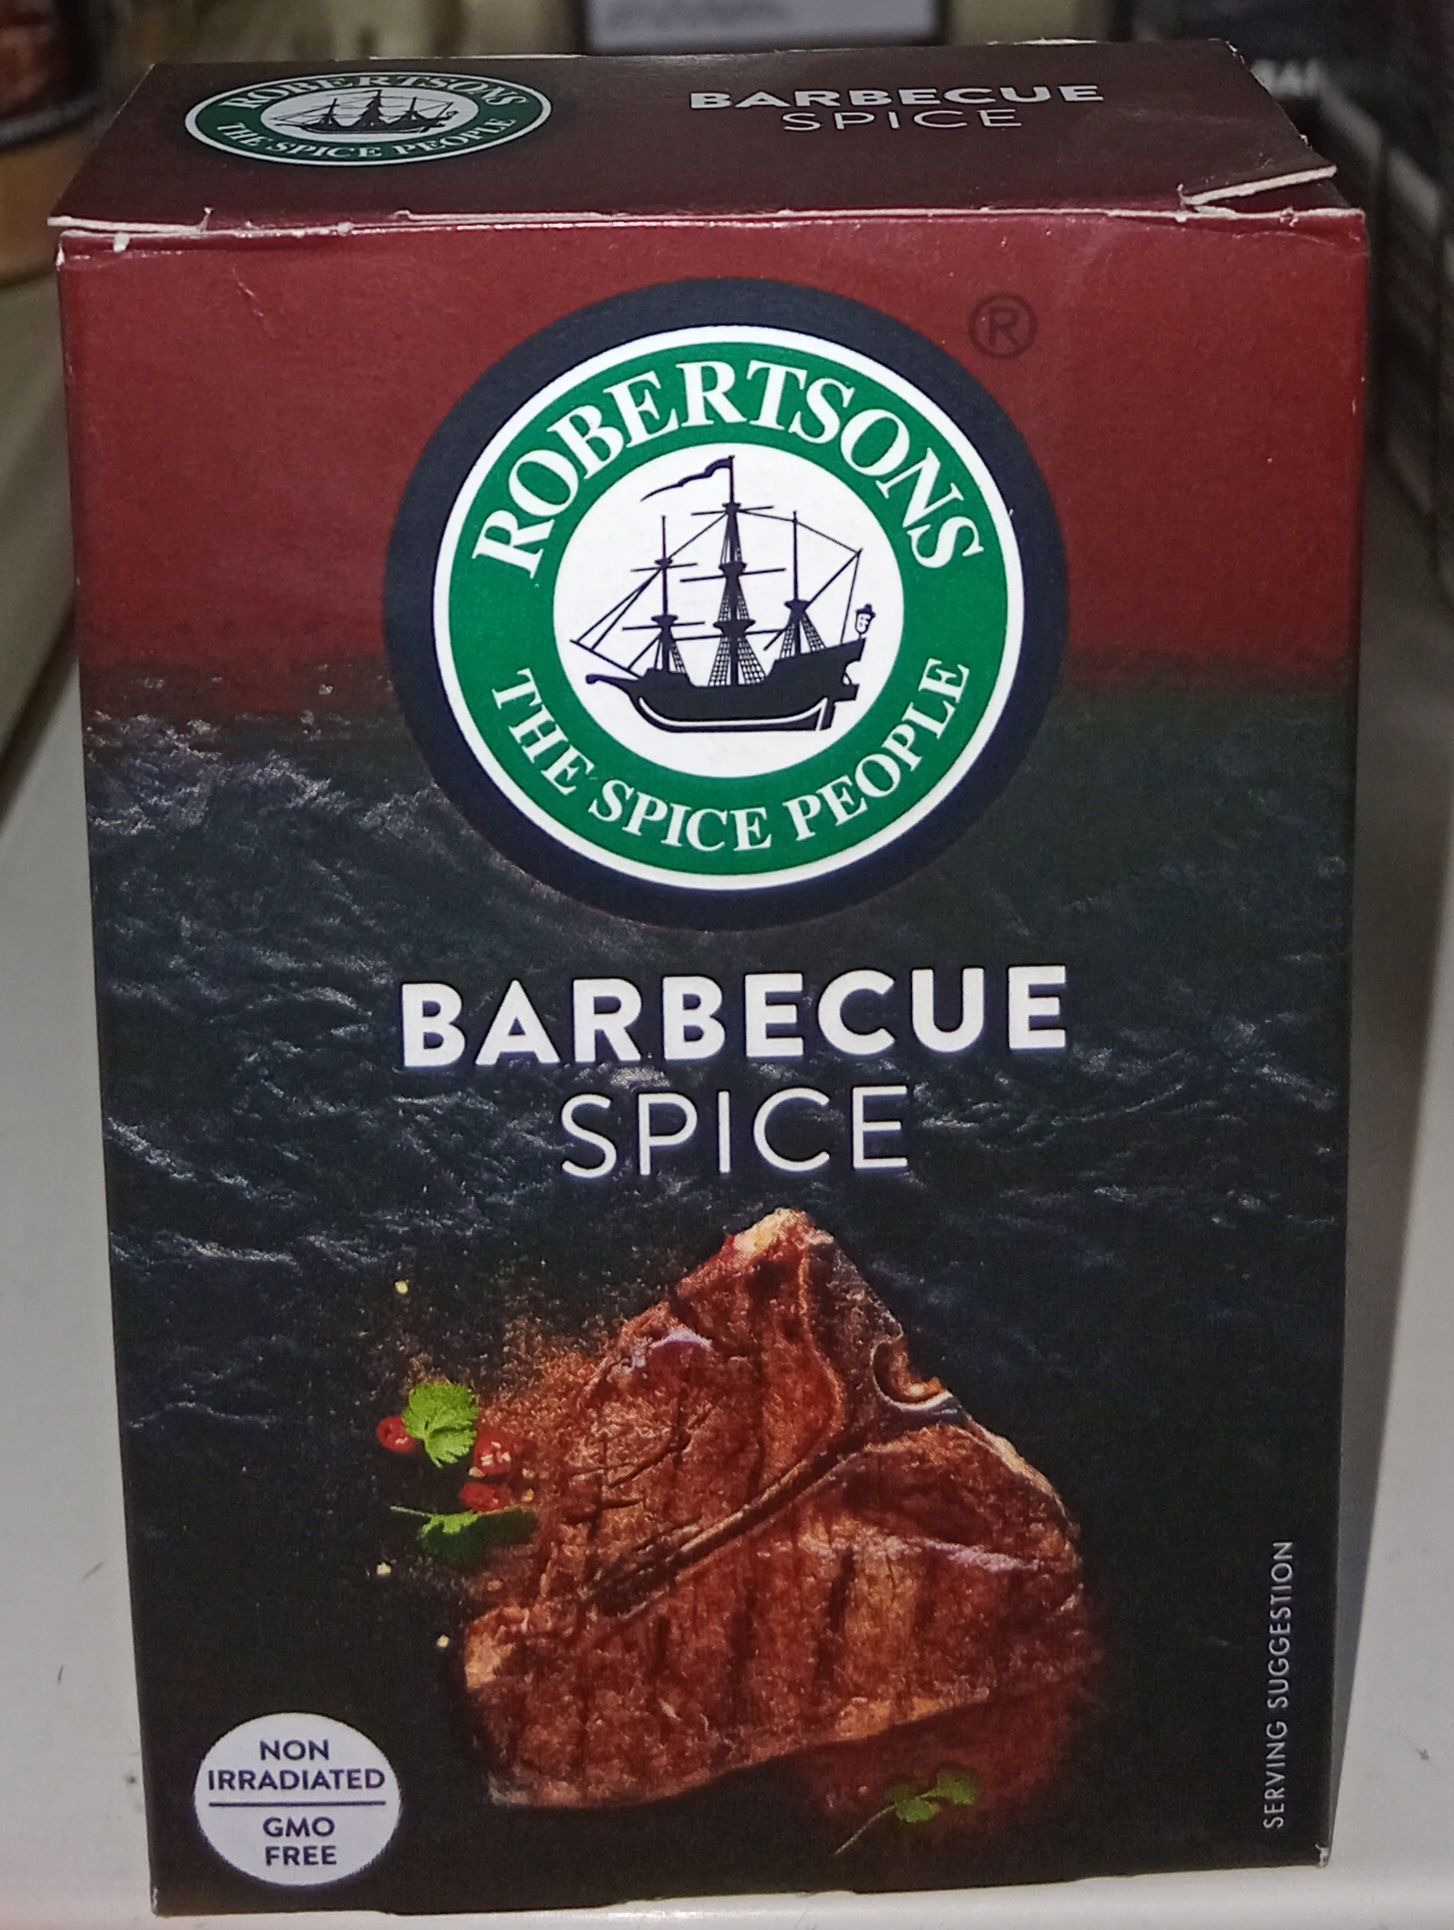 ROBERTSONS
THE SPICE PEOPLE
BARBECUE
SPICE
®
ROBERTSONS
THE SPICE PEOPLE
BARBECUE
SPICE
NON
IRRADIATED
GMO
FREE
SERVING SUGGESTION